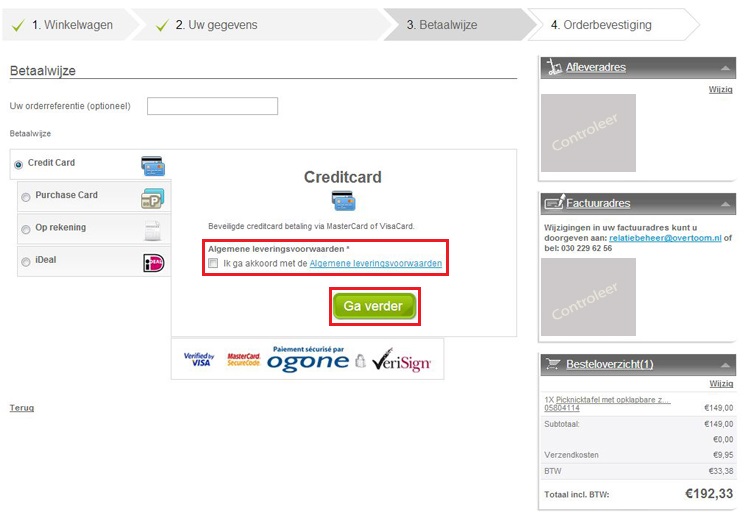 1. Winkelwagen
2. Uw gegevens
3. Betaalwijze
4. Orderbevestiging
Betaalwijze
Uw orderreferentie (optioneel)
Betaalwijze
Credit Card
Purchase Card
Op rekening
iDeal
iDEAL
Creditcard
Beveiligde creditcard betaling via MasterCard of VisaCard.
Algemene leveringsvoorwaarden *
Ik ga akkoord met de Algemene leveringsvoorwaarden
Ga verder
Verified by
VISA
MasterCard
SecureCode
Paiement sécurisé par
ogone
VeriSign
Terug
Afleveradres
Wijzig
Controleer
Factuuradres
Wijzigingen in uw factuuradres kunt u
doorgeven aan: relatiebeheer@overtoom.nl of
bel: 030 229 62 56
Controleer
Besteloverzicht(1)
Wijzig
1X Picknicktafel met opklapbare z...
05804114 €149,00
Subtotaal: €149,00
€0,00
Verzendkosten €9,95
BTW €33,38
Totaal incl. BTW: €192,33